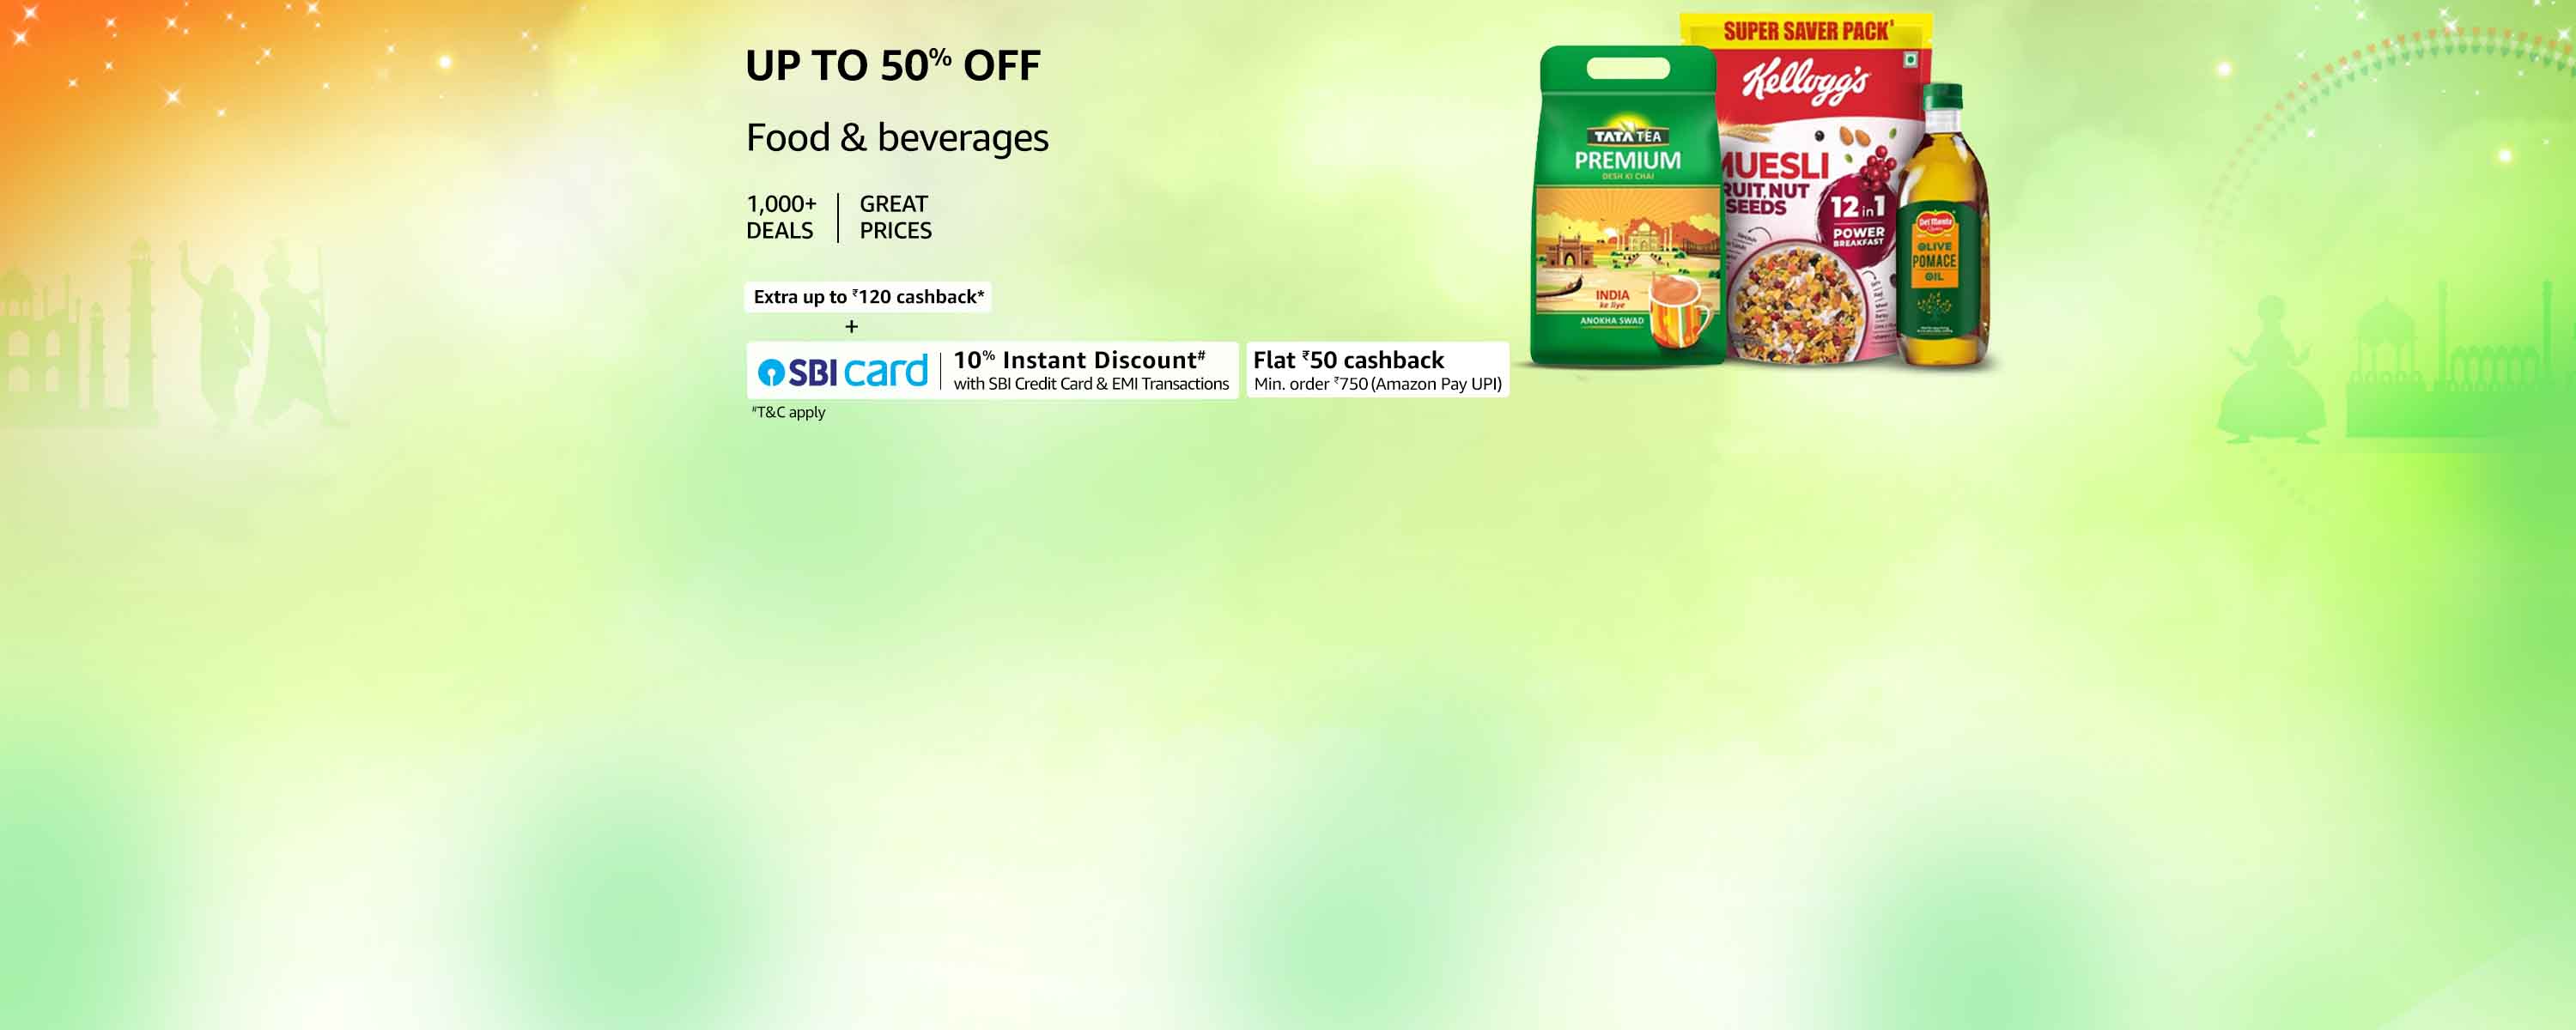 UP TO 50% OFF
Food & beverages
1,000+
DEALS
GREAT
PRICES
Extra up to ₹120 cashback*
+
SBI card
10% Instant Discount#
with SBI Credit Card & EMI Transactions
Flat ₹50 cashback
Min. order ₹750 (Amazon Pay UPI)
#T&C apply
TATA TEA
PREMIUM
DESH KI CHAI
INDIA
ke liye
ANOKHA SWAD
SUPER SAVER PACK
Kellogg's
MUESLI
FRUIT, NUT
SEEDS
12 in 1
POWER
BREAKFAST
Del Monte
OLIVE
POMACE
OIL